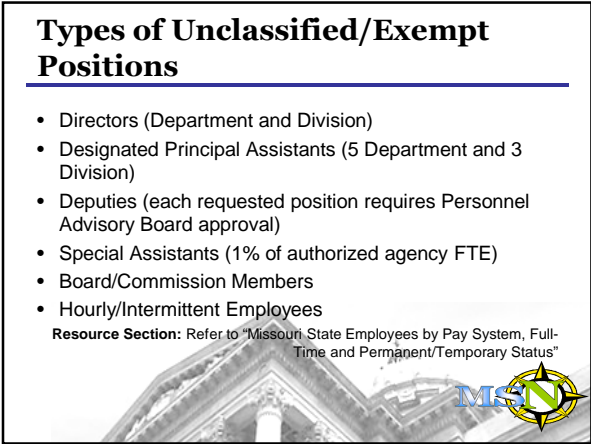 Types of Unclassified/Exempt
Positions
• Directors (Department and Division)
• Designated Principal Assistants (5 Department and 3
Division)
• Deputies (each requested position requires Personnel
Advisory Board approval)
• Special Assistants (1% of authorized agency FTE)
• Board/Commission Members
• Hourly/Intermittent Employees
Resource Section: Refer to “Missouri State Employees by Pay System, Full-
Time and Permanent/Temporary Status”
MSN